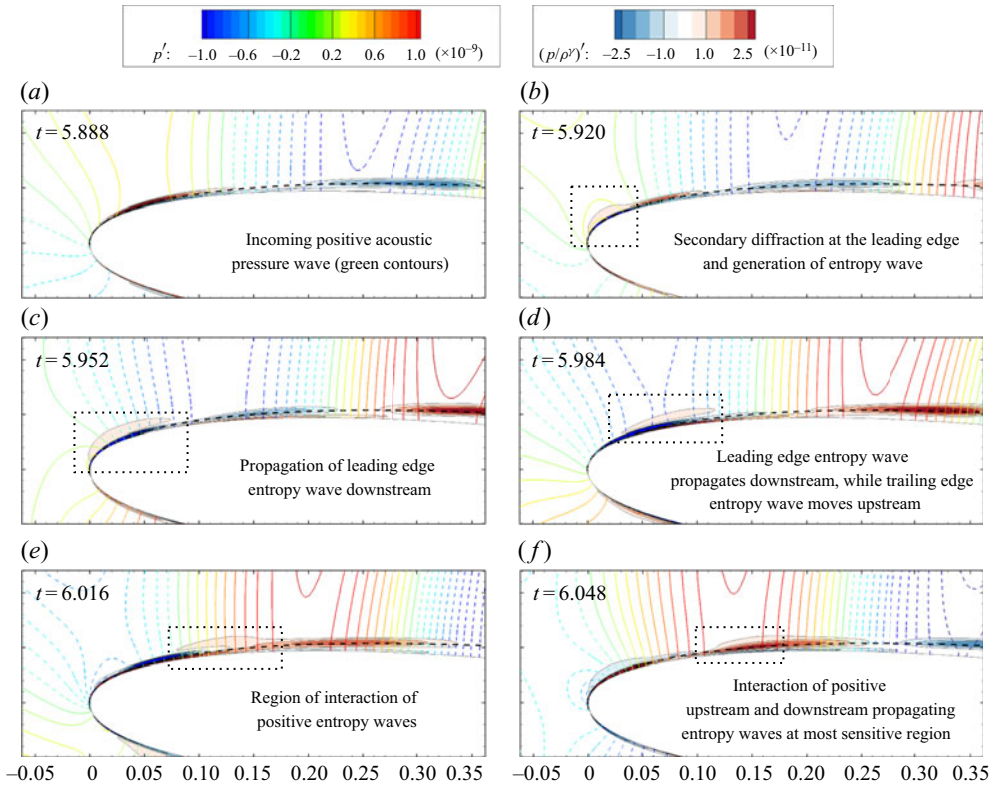 p′: –1.0 –0.6 –0.2 0.2 0.6 1.0 (×10⁻⁹)
(p/ρ^γ)′: –2.5 –1.0 1.0 2.5 (×10⁻¹¹)
(a) (b)
t = 5.888
t = 5.920
Incoming positive acoustic
pressure wave (green contours)
Secondary diffraction at the leading edge
and generation of entropy wave
(c) (d)
t = 5.952
t = 5.984
Propagation of leading edge
entropy wave downstream
Leading edge entropy wave
propagates downstream, while trailing edge
entropy wave moves upstream
(e) (f)
t = 6.016
t = 6.048
Region of interaction of
positive entropy waves
Interaction of positive
upstream and downstream propagating
entropy waves at most sensitive region
–0.05 0 0.05 0.10 0.15 0.20 0.25 0.30 0.35
–0.05 0 0.05 0.10 0.15 0.20 0.25 0.30 0.35